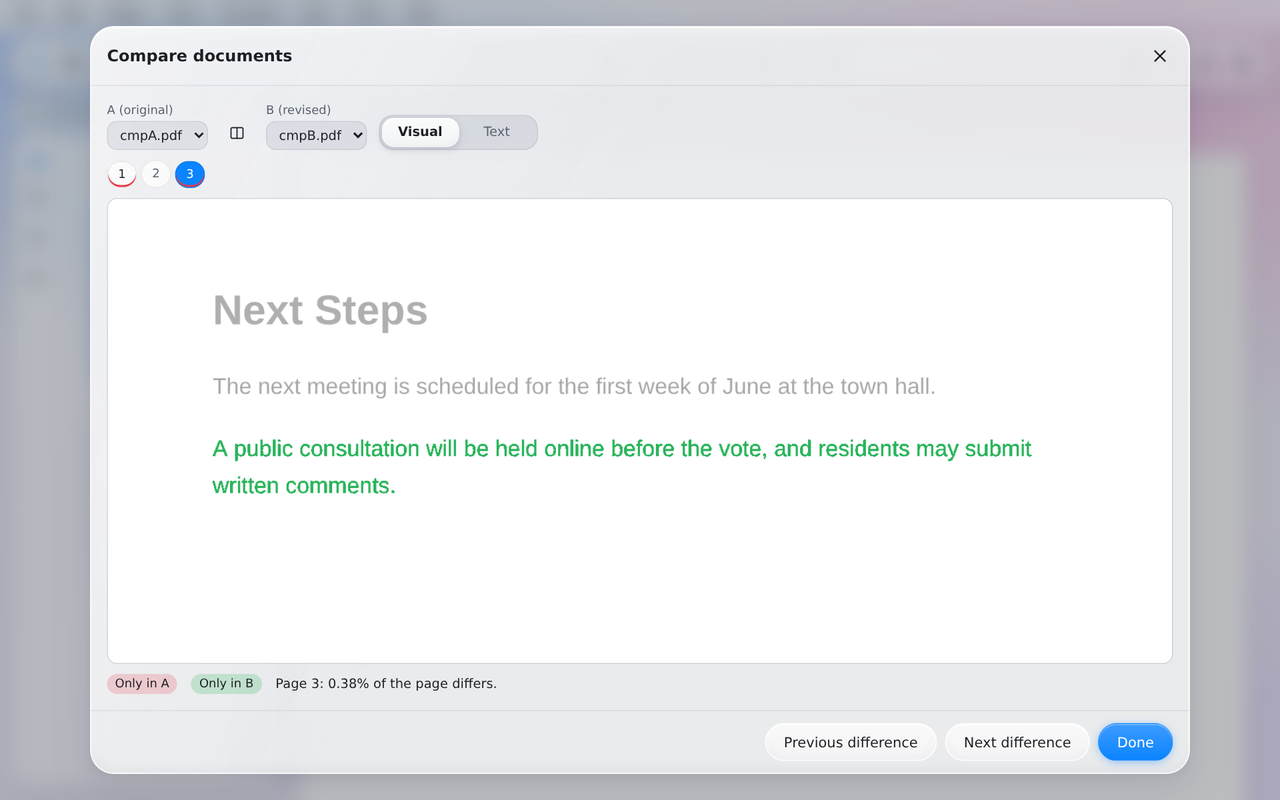 Compare documents
A (original)
B (revised)
cmpA.pdf
cmpB.pdf
Visual
Text
1 2 3
Next Steps
The next meeting is scheduled for the first week of June at the town hall.
A public consultation will be held online before the vote, and residents may submit
written comments.
Only in A
Only in B
Page 3: 0.38% of the page differs.
Previous difference
Next difference
Done